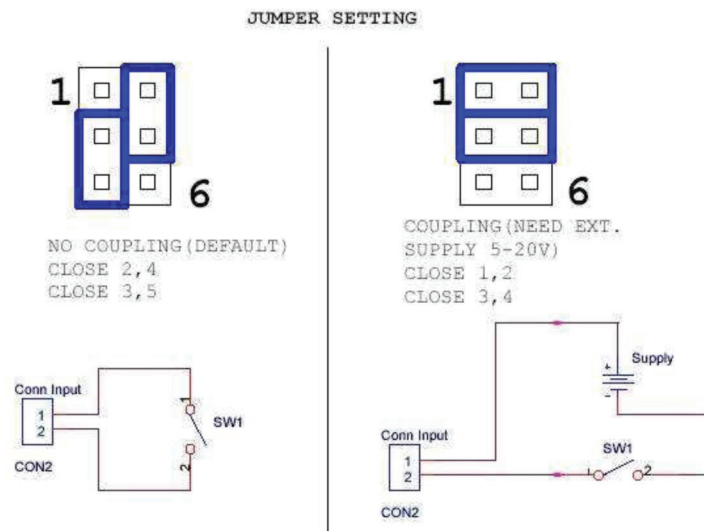 JUMPER SETTING
1
6
NO COUPLING(DEFAULT)
CLOSE 2,4
CLOSE 3,5
Conn Input
1
2
CON2
1
2
SW1
1
6
COUPLING(NEED EXT.
SUPPLY 5-20V)
CLOSE 1,2
CLOSE 3,4
+
-
Supply
Conn Input
1
2
CON2
SW1
1
2